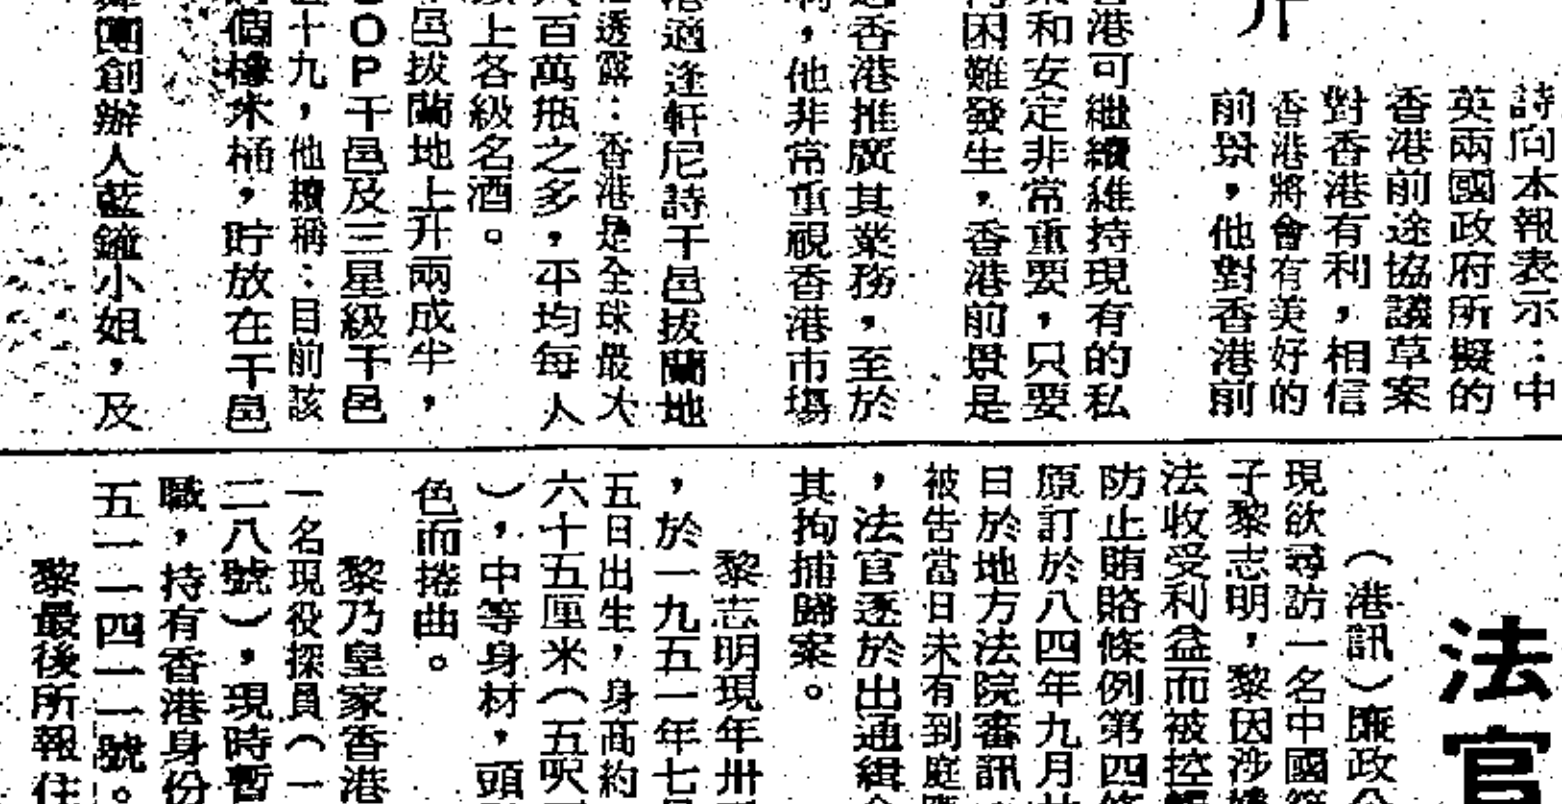 升
詩向本報表示：中
英兩國政府所擬的
香港前途協議草案
對香港有利，相信
香港將會有美好的
前景，他對香港前
香港可繼續維持現有的私
和安定非常重要，只要
困難發生，香港前景是
香港推廣其業務，至於
，他非常重視香港市場
港適逢軒尼詩干邑拔蘭地
透露：香港是全球最大
八百萬瓶之多，平均每人
上各級名酒。
邑拔蘭地上升兩成半，
OP干邑及三星級干邑
十九，他續稱：目前該
個橡木桶，貯放在干邑
團創辦人藍鐘小姐，及
法官
（港訊）廉政公
現欲尋訪一名中國籍
子黎志明，黎因涉嫌
法收受利益而被控觸
防止賄賂條例第四條
原訂於八四年九月廿
日於地方法院審訊
被告當日未有到庭應
，法官遂於出通緝令
其拘捕歸案。
黎志明現年卅
，於一九五一年七月
五日出生，身高約
六十五厘米（五呎
），中等身材，頭
色而捲曲。
黎乃皇家香港
一名現役探員（一
二八號），現時暫
職，持有香港身份
五一一四一一號。
黎最後所報住